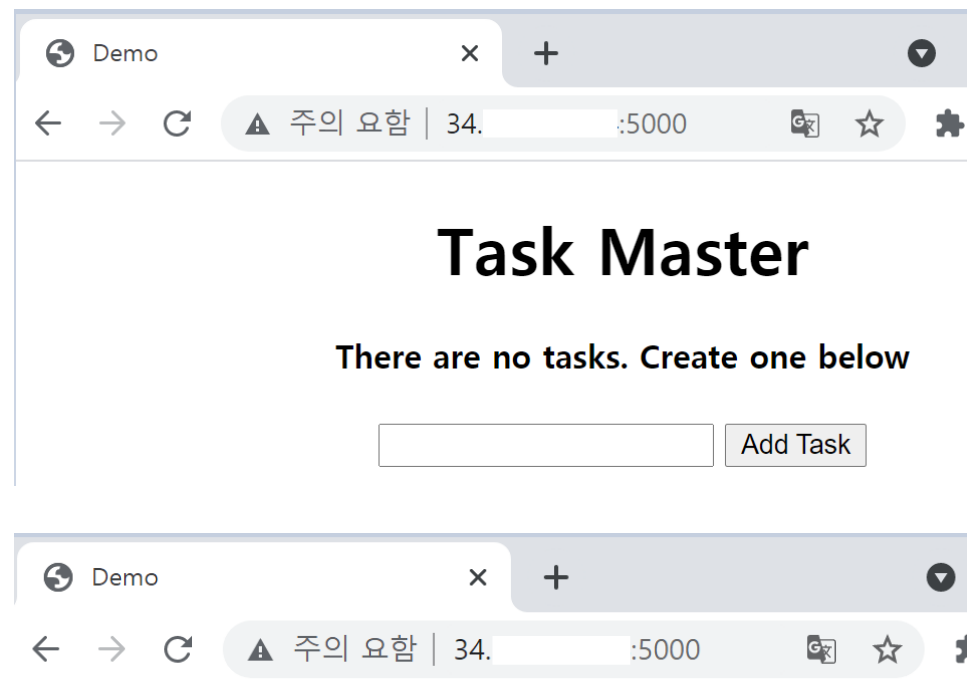 Demo
주의 요함 | 34. :5000
Task Master
There are no tasks. Create one below
Add Task
Demo
주의 요함 | 34. :5000